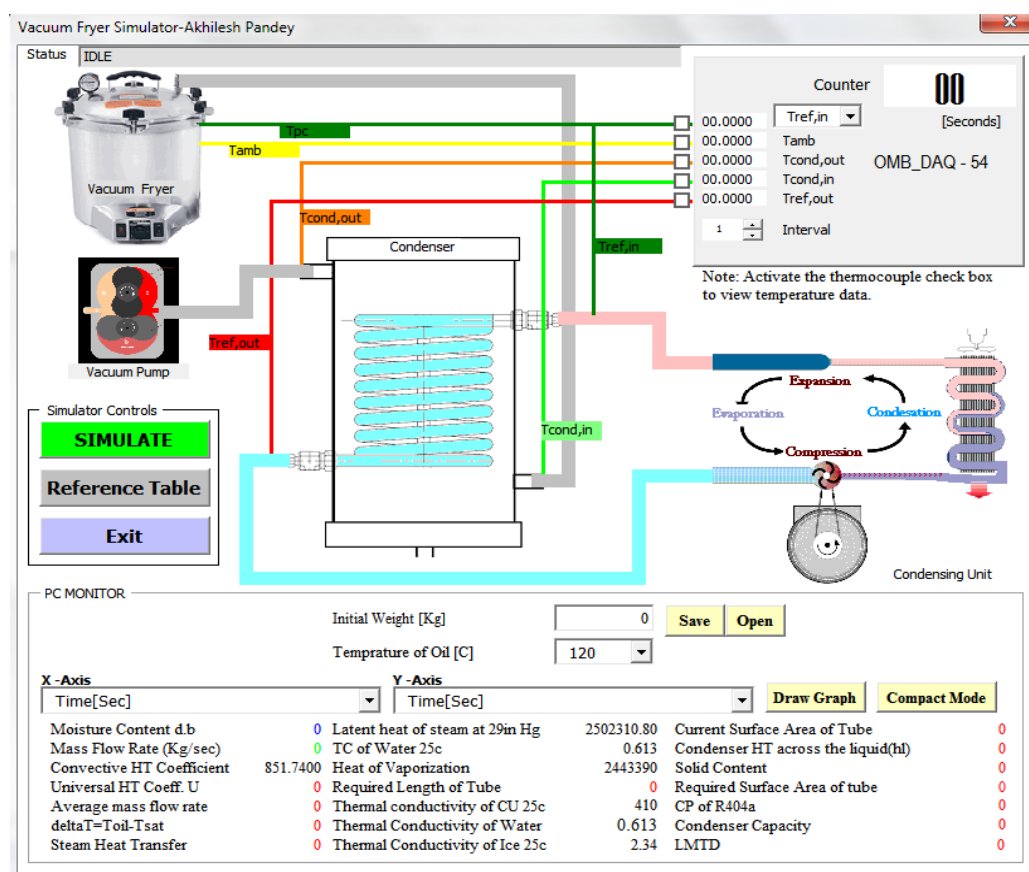 Vacuum Fryer Simulator-Akhilesh Pandey
x
Status IDLE
Counter 00
[Seconds]
00.0000 Tref,in
00.0000 Tamb
00.0000 Tcond,out
00.0000 Tcond,in
00.0000 Tref,out
OMB_DAQ - 54
1 Interval
Note: Activate the thermocouple check box
to view temperature data.
Tpc
Tamb
Vacuum Fryer
Tcond,out
Condenser
Tref,in
Tref,out
Vacuum Pump
Tcond,in
Expansion
Evaporation
Condesation
Compression
Condensing Unit
Simulator Controls
SIMULATE
Reference Table
Exit
PC MONITOR
Initial Weight [Kg] 0 Save Open
Temprature of Oil [C] 120
X -Axis Y -Axis
Time[Sec] Time[Sec] Draw Graph Compact Mode
Moisture Content d.b 0 Latent heat of steam at 29in Hg 2502310.80 Current Surface Area of Tube 0
Mass Flow Rate (Kg/sec) 0 TC of Water 25c 0.613 Condenser HT across the liquid(hl) 0
Convective HT Coefficient 851.7400 Heat of Vaporization 2443390 Solid Content 0
Universal HT Coeff. U 0 Required Length of Tube 0 Required Surface Area of tube 0
Average mass flow rate 0 Thermal conductivity of CU 25c 410 CP of R404a 0
deltaT=Toil-Tsat 0 Thermal Conductivity of Water 0.613 Condenser Capacity 0
Steam Heat Transfer 0 Thermal Conductivity of Ice 25c 2.34 LMTD 0